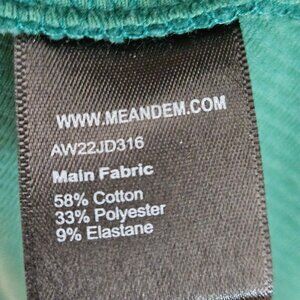 WWW.MEANDEM.COM
AW22JD316
Main Fabric
58% Cotton
33% Polyester
9% Elastane